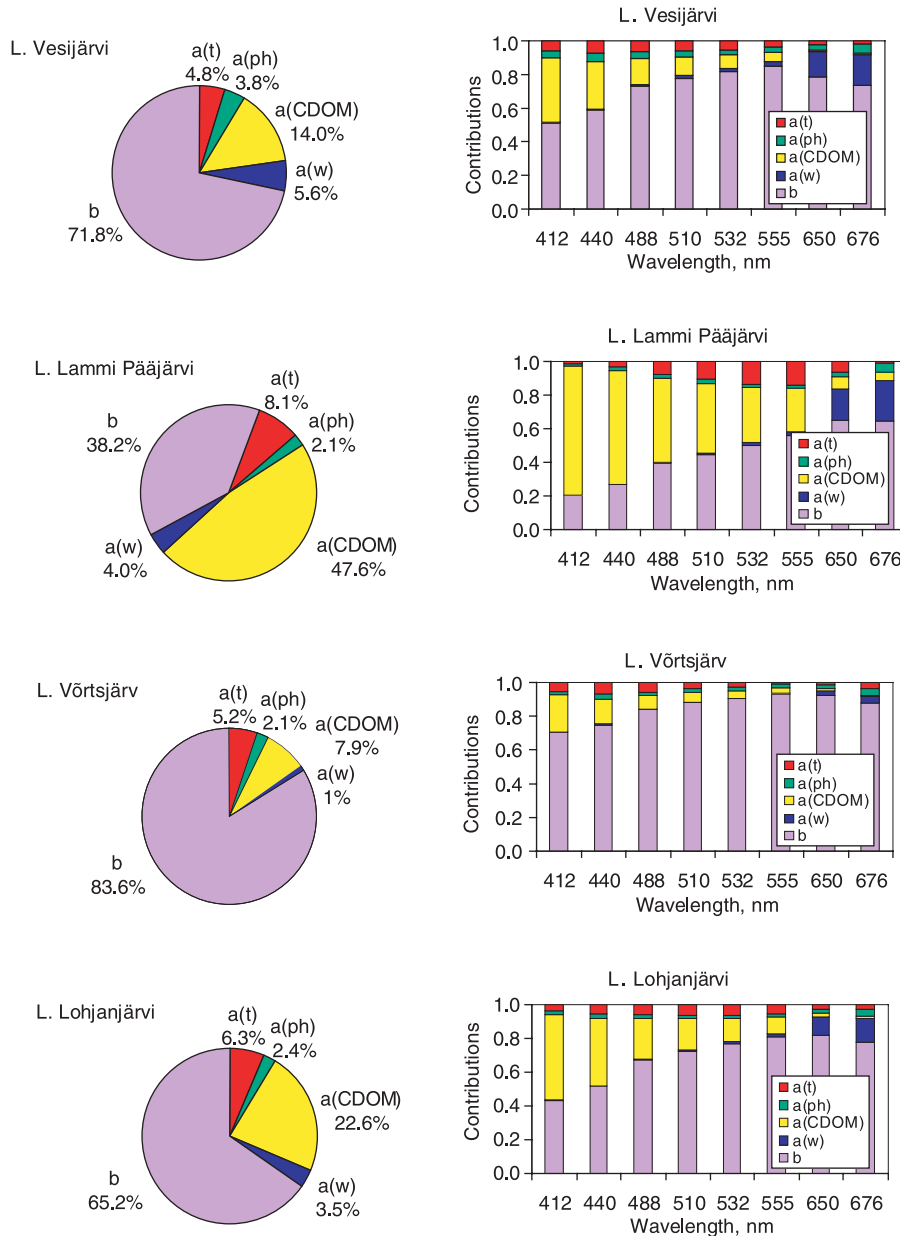 L. Vesijärvi
a(t)
4.8%
a(ph)
3.8%
a(CDOM)
14.0%
a(w)
5.6%
b
71.8%
L. Vesijärvi
Contributions
1.0
0.8
0.6
0.4
0.2
0.0
a(t)
a(ph)
a(CDOM)
a(w)
b
412 440 488 510 532 555 650 676
Wavelength, nm
L. Lammi Pääjärvi
b
38.2%
a(t)
8.1%
a(ph)
2.1%
a(w)
4.0%
a(CDOM)
47.6%
L. Lammi Pääjärvi
Contributions
1.0
0.8
0.6
0.4
0.2
0.0
a(t)
a(ph)
a(CDOM)
a(w)
b
412 440 488 510 532 555 650 676
Wavelength, nm
L. Võrtsjärv
a(t)
5.2%
a(ph)
2.1%
a(CDOM)
7.9%
a(w)
1%
b
83.6%
L. Võrtsjärv
Contributions
1.0
0.8
0.6
0.4
0.2
0.0
a(t)
a(ph)
a(CDOM)
a(w)
b
412 440 488 510 532 555 650 676
Wavelength, nm
L. Lohjanjärvi
a(t)
6.3%
a(ph)
2.4%
a(CDOM)
22.6%
a(w)
3.5%
b
65.2%
L. Lohjanjärvi
Contributions
1.0
0.8
0.6
0.4
0.2
0.0
a(t)
a(ph)
a(CDOM)
a(w)
b
412 440 488 510 532 555 650 676
Wavelength, nm